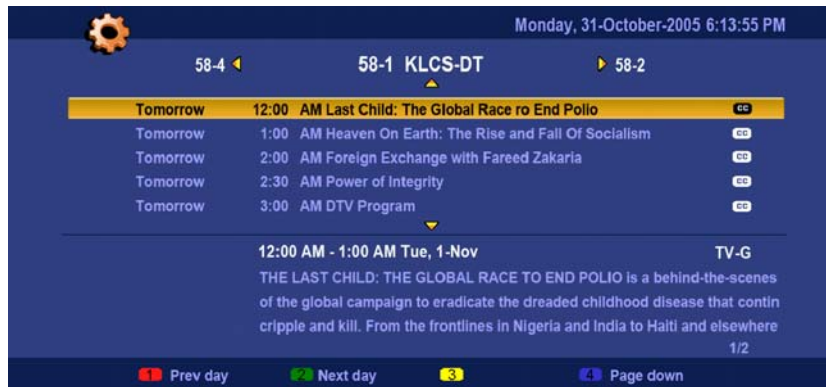 Monday, 31-October-2005 6:13:55 PM
58-4 58-1 KLCS-DT 58-2
Tomorrow 12:00 AM Last Child: The Global Race ro End Polio CC
Tomorrow 1:00 AM Heaven On Earth: The Rise and Fall Of Socialism CC
Tomorrow 2:00 AM Foreign Exchange with Fareed Zakaria CC
Tomorrow 2:30 AM Power of Integrity CC
Tomorrow 3:00 AM DTV Program CC
12:00 AM - 1:00 AM Tue, 1-Nov TV-G
THE LAST CHILD: THE GLOBAL RACE TO END POLIO is a behind-the-scenes
of the global campaign to eradicate the dreaded childhood disease that contin
cripple and kill. From the frontlines in Nigeria and India to Haiti and elsewhere
1/2
1 Prev day 2 Next day 3 4 Page down